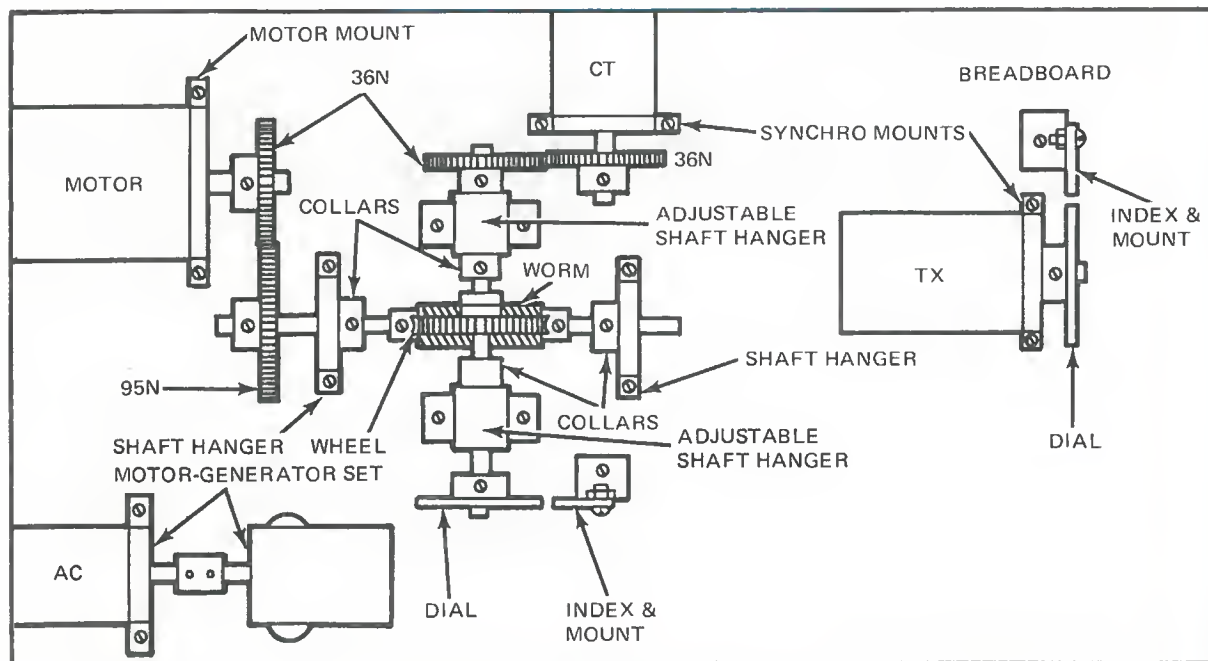 MOTOR MOUNT
36N
CT
BREADBOARD
SYNCHRO MOUNTS
36N
MOTOR
COLLARS
ADJUSTABLE
SHAFT HANGER
INDEX &
MOUNT
TX
WORM
SHAFT HANGER
95N
COLLARS
SHAFT HANGER
WHEEL
ADJUSTABLE
SHAFT HANGER
DIAL
MOTOR-GENERATOR SET
AC
DIAL
INDEX &
MOUNT